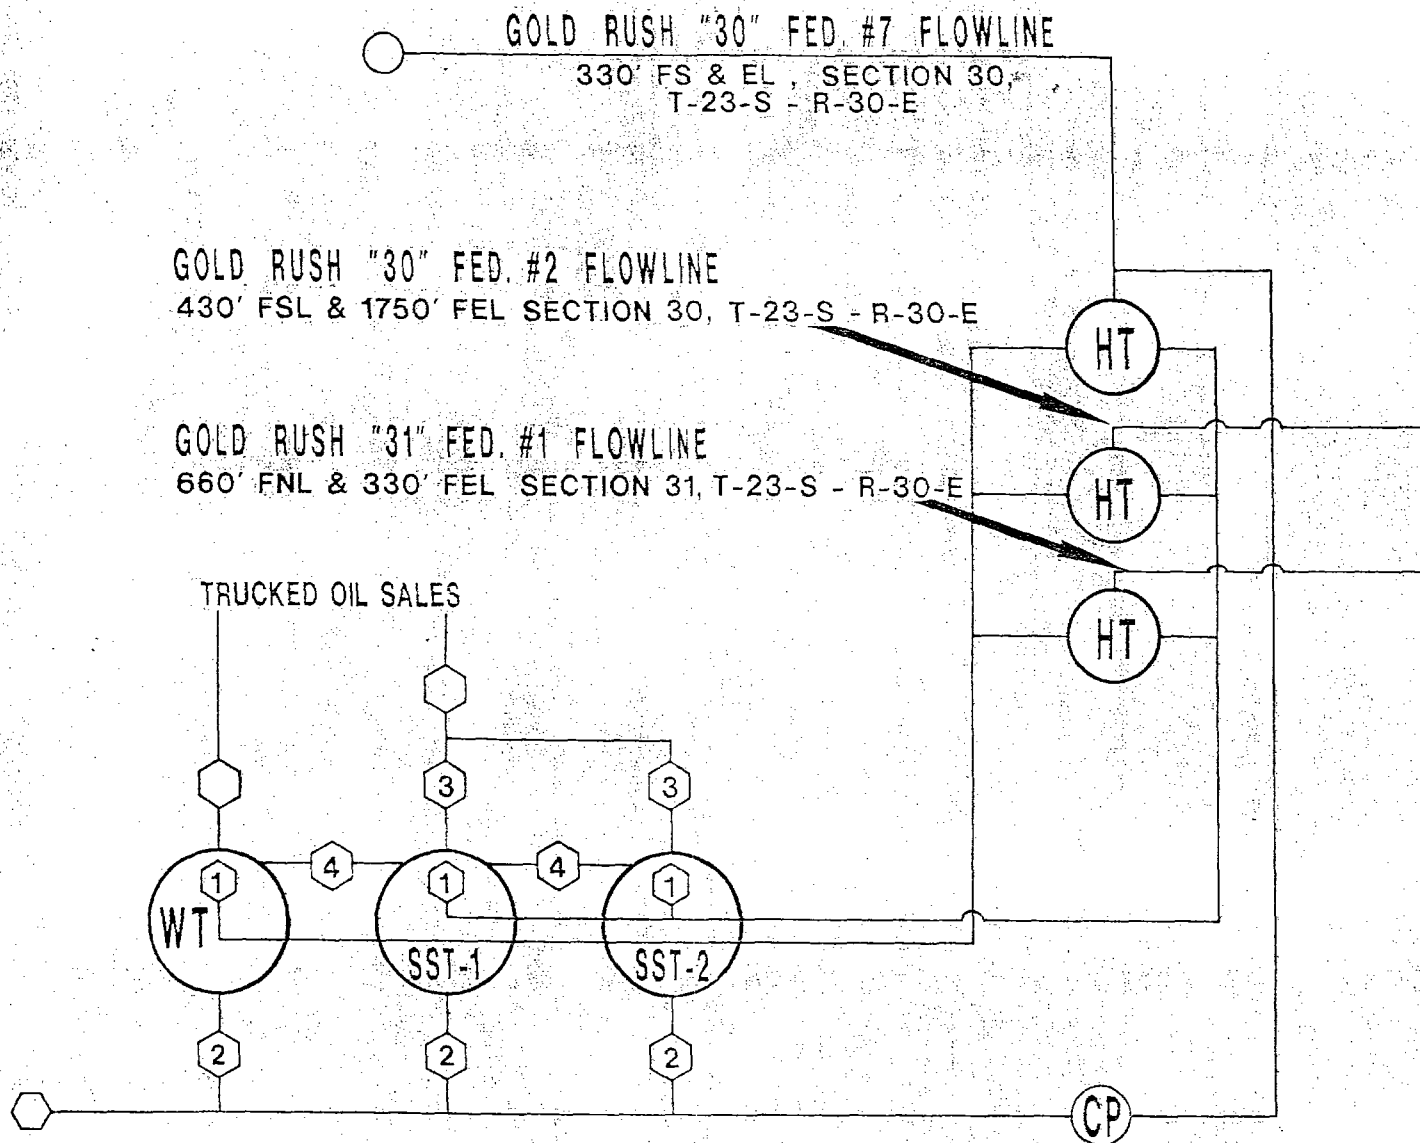 GOLD RUSH "30" FED. #7 FLOWLINE
330' FS & EL , SECTION 30,
T-23-S - R-30-E
GOLD RUSH "30" FED. #2 FLOWLINE
430' FSL & 1750' FEL SECTION 30, T-23-S - R-30-E
HT
GOLD RUSH "31" FED. #1 FLOWLINE
660' FNL & 330' FEL SECTION 31, T-23-S - R-30-E
HT
TRUCKED OIL SALES
HT
3
3
4
4
1
1
1
WT
SST-1
SST-2
2
2
2
CP